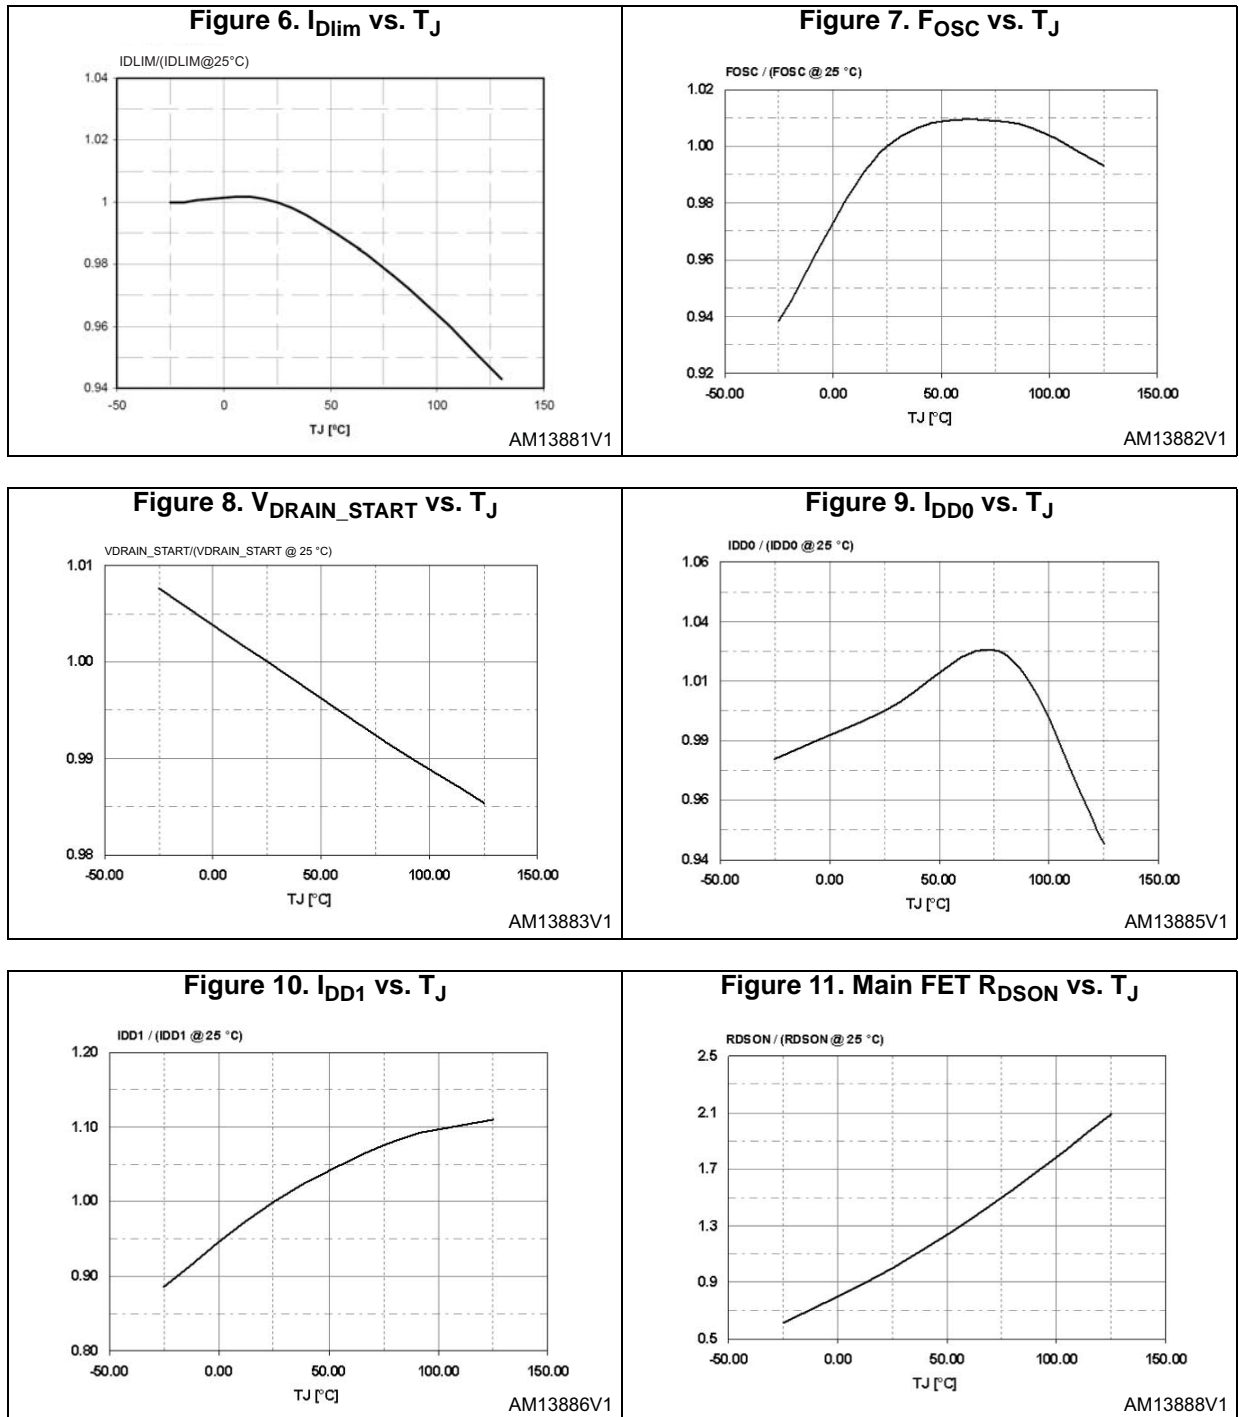 Figure 6. IDlim vs. TJ
IDLIM/(IDLIM@25°C)
1.04
1.02
1
0.98
0.96
0.94
-50 0 50 100 150
TJ [°C]
AM13881V1
Figure 7. FOSC vs. TJ
FOSC / (FOSC @ 25 °C)
1.02
1.00
0.98
0.96
0.94
0.92
-50.00 0.00 50.00 100.00 150.00
TJ [°C]
AM13882V1
Figure 8. VDRAIN_START vs. TJ
VDRAIN_START/(VDRAIN_START @ 25 °C)
1.01
1.00
0.99
0.98
-50.00 0.00 50.00 100.00 150.00
TJ [°C]
AM13883V1
Figure 9. IDD0 vs. TJ
IDD0 / (IDD0 @ 25 °C)
1.06
1.04
1.01
0.99
0.96
0.94
-50.00 0.00 50.00 100.00 150.00
TJ [°C]
AM13885V1
Figure 10. IDD1 vs. TJ
IDD1 / (IDD1 @ 25 °C)
1.20
1.10
1.00
0.90
0.80
-50.00 0.00 50.00 100.00 150.00
TJ [°C]
AM13886V1
Figure 11. Main FET RDSON vs. TJ
RDSON / (RDSON @ 25 °C)
2.5
2.1
1.7
1.3
0.9
0.5
-50.00 0.00 50.00 100.00 150.00
TJ [°C]
AM13888V1